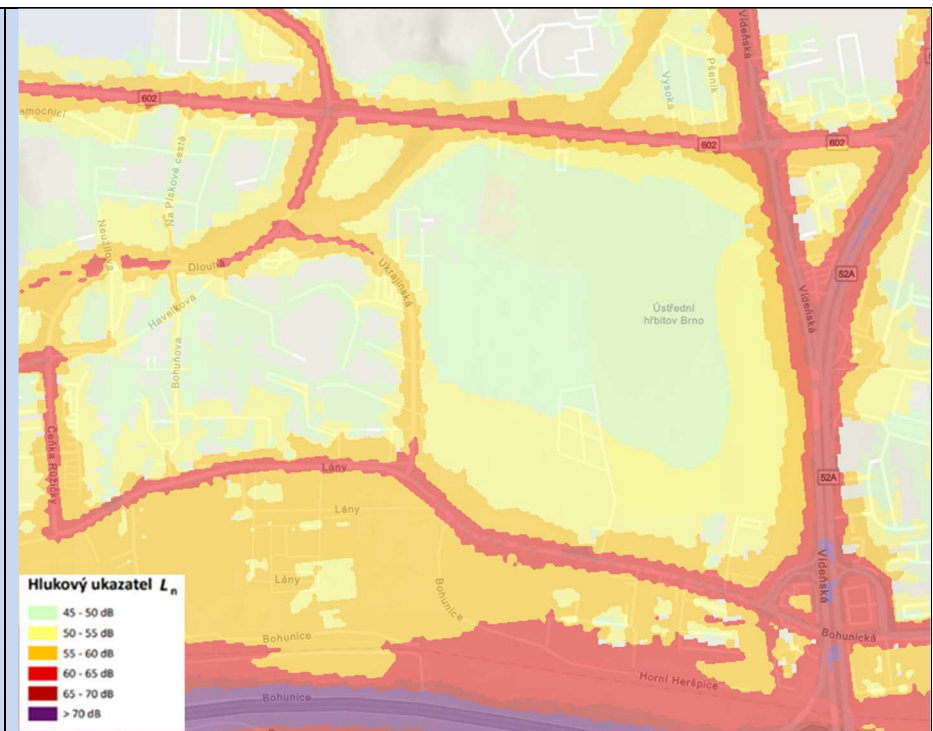 Vídeňská
602
Vysoká
Pšeník
emocnicí
602
602
Na Pískové cestě
Neužilova
Dlouhá
Ukrajinská
52A
Havelkova
Vídeňská
Ústřední
hřbitov Brno
Bohuňova
Čeňka Růžičky
Lány
52A
Lány
Vídeňská
Hlukový ukazatel Ln
45 - 50 dB
50 - 55 dB
55 - 60 dB
60 - 65 dB
65 - 70 dB
> 70 dB
Lány
Bohunice
Bohunice
Bohunická
Horní Heršpice
Bohunice